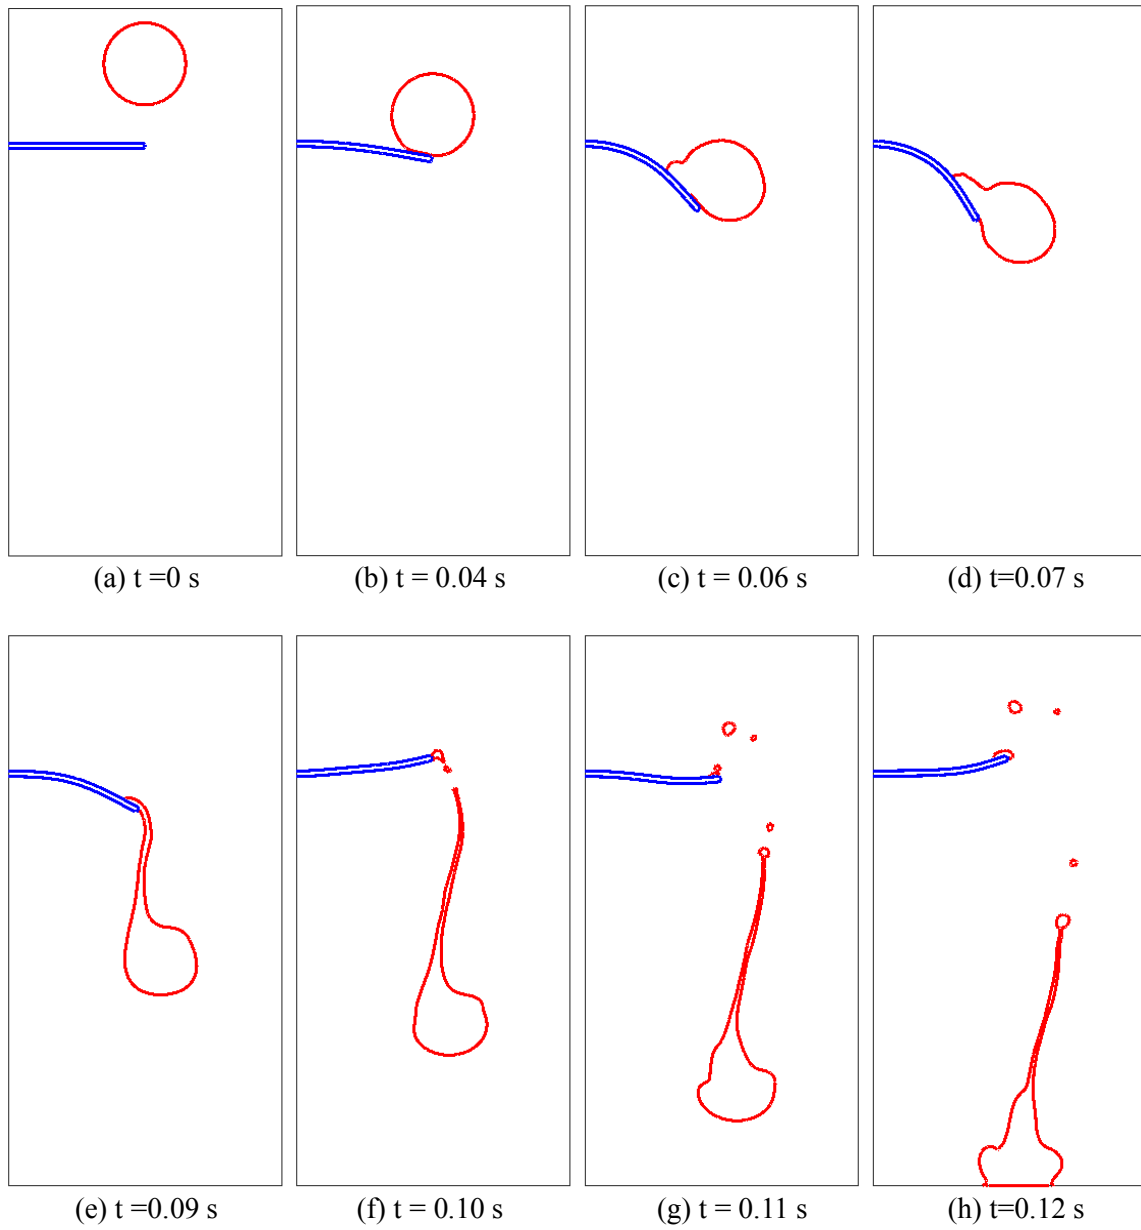 (a) t =0 s
(b) t = 0.04 s
(c) t = 0.06 s
(d) t=0.07 s
(e) t =0.09 s
(f) t = 0.10 s
(g) t = 0.11 s
(h) t=0.12 s